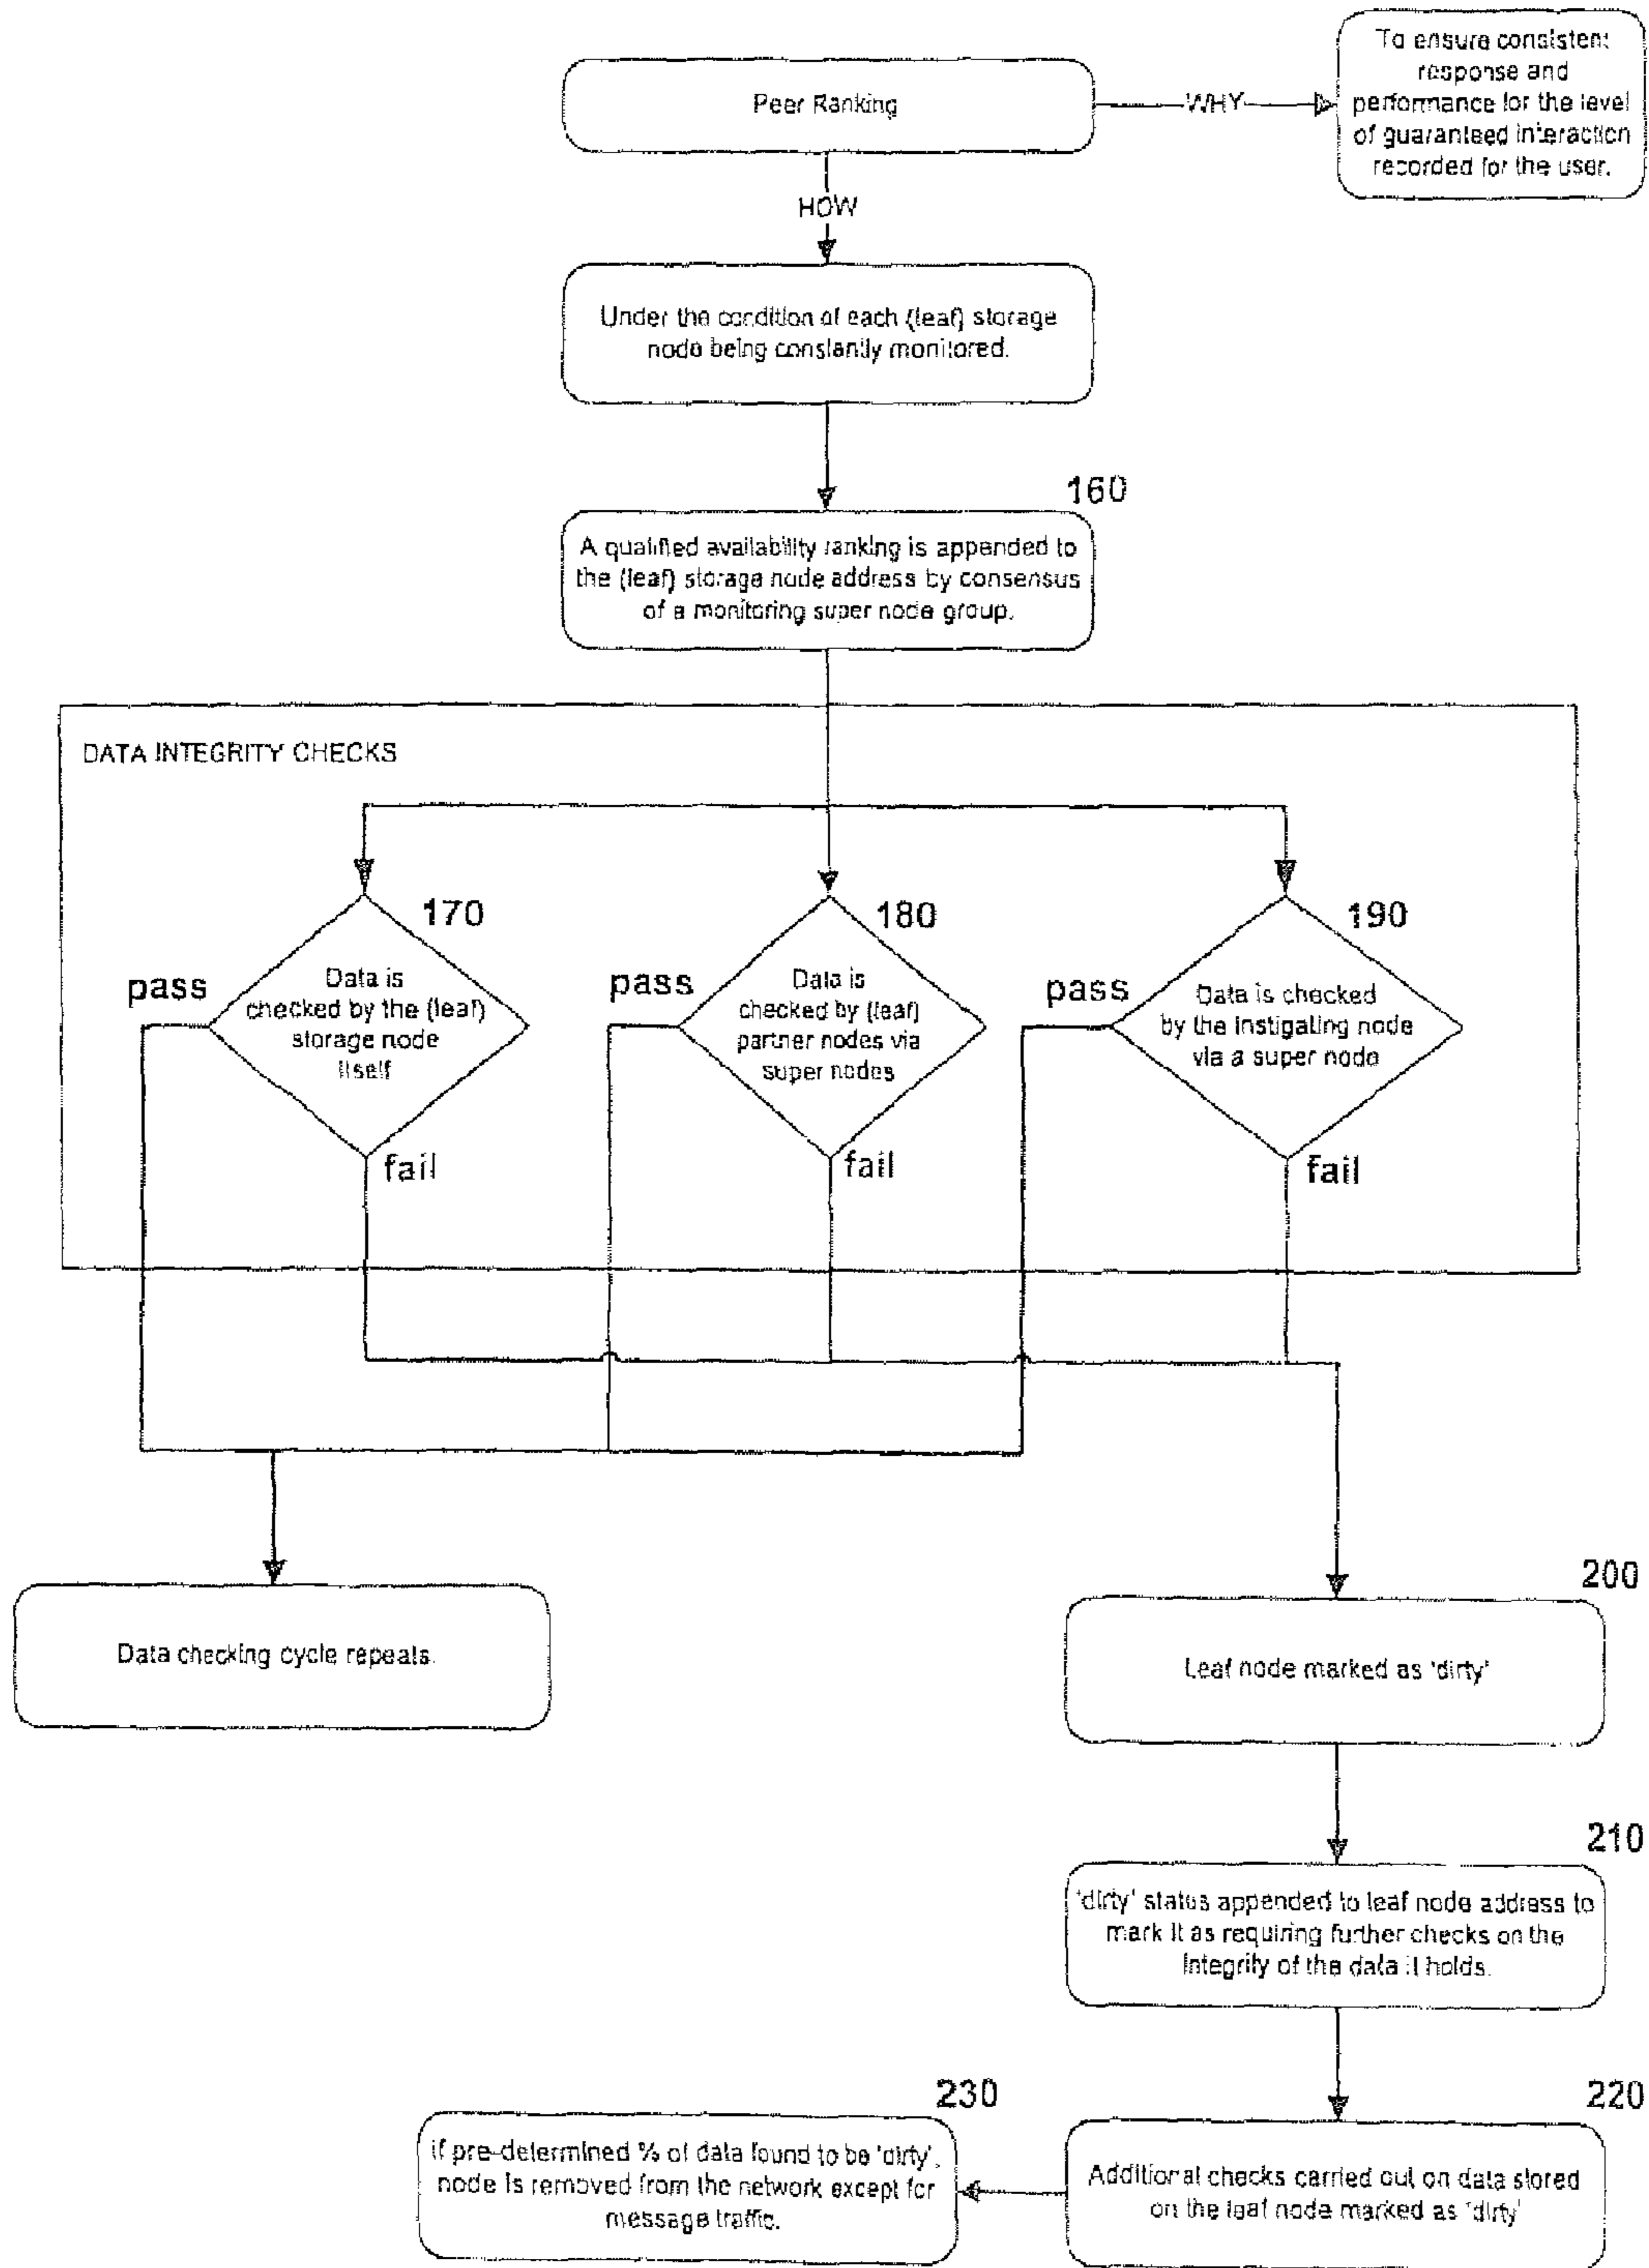 To ensure consistent
response and
performance for the level
of guaranteed interaction
recorded for the user.
Peer Ranking
WHY
HOW
Under the condition of each (leaf) storage
node being constantly monitored.
160
A qualified availability ranking is appended to
the (leaf) storage node address by consensus
of a monitoring super node group.
DATA INTEGRITY CHECKS
170
180
190
pass
Data is
checked by the (leaf)
storage node
itself
pass
Data is
checked by (leaf)
partner nodes via
super nodes
pass
Data is checked
by the instigating node
via a super node
fail
fail
fail
200
Data checking cycle repeats.
Leaf node marked as 'dirty'
210
'dirty' status appended to leaf node address to
mark it as requiring further checks on the
integrity of the data it holds.
230
220
if pre-determined % of data found to be 'dirty',
node is removed from the network except for
message traffic.
Additional checks carried out on data stored
on the leaf node marked as 'dirty'